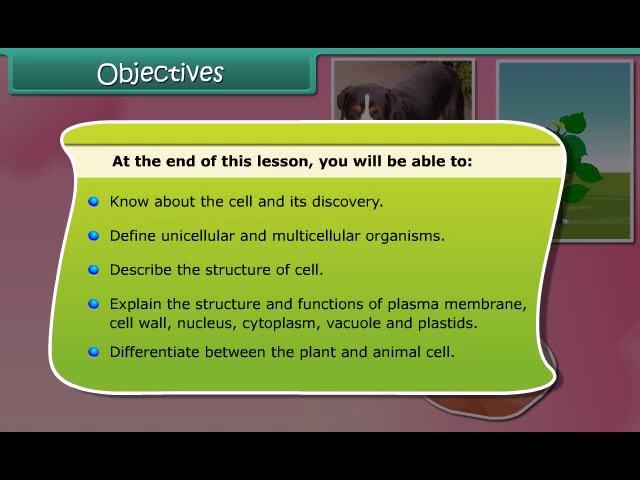 Objectives
At the end of this lesson, you will be able to:
Know about the cell and its discovery.
Define unicellular and multicellular organisms.
Describe the structure of cell.
Explain the structure and functions of plasma membrane,
cell wall, nucleus, cytoplasm, vacuole and plastids.
Differentiate between the plant and animal cell.